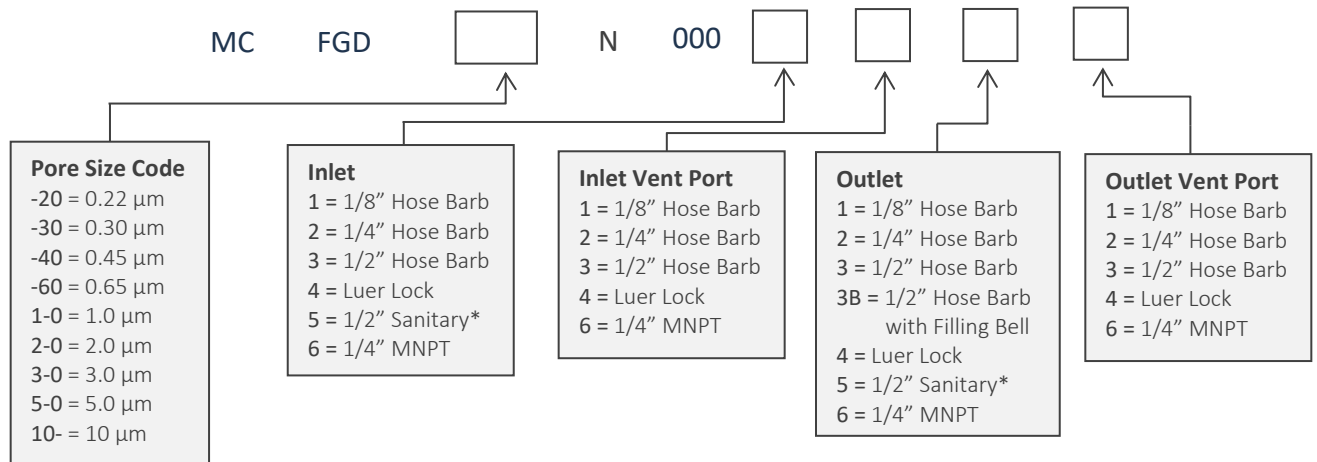 MC FGD N 000
Pore Size Code
-20 = 0.22 µm
-30 = 0.30 µm
-40 = 0.45 µm
-60 = 0.65 µm
1-0 = 1.0 µm
2-0 = 2.0 µm
3-0 = 3.0 µm
5-0 = 5.0 µm
10- = 10 µm
Inlet
1 = 1/8” Hose Barb
2 = 1/4” Hose Barb
3 = 1/2” Hose Barb
4 = Luer Lock
5 = 1/2” Sanitary*
6 = 1/4” MNPT
Inlet Vent Port
1 = 1/8” Hose Barb
2 = 1/4” Hose Barb
3 = 1/2” Hose Barb
4 = Luer Lock
6 = 1/4” MNPT
Outlet
1 = 1/8” Hose Barb
2 = 1/4” Hose Barb
3 = 1/2” Hose Barb
3B = 1/2” Hose Barb
with Filling Bell
4 = Luer Lock
5 = 1/2” Sanitary*
6 = 1/4” MNPT
Outlet Vent Port
1 = 1/8” Hose Barb
2 = 1/4” Hose Barb
3 = 1/2” Hose Barb
4 = Luer Lock
6 = 1/4” MNPT